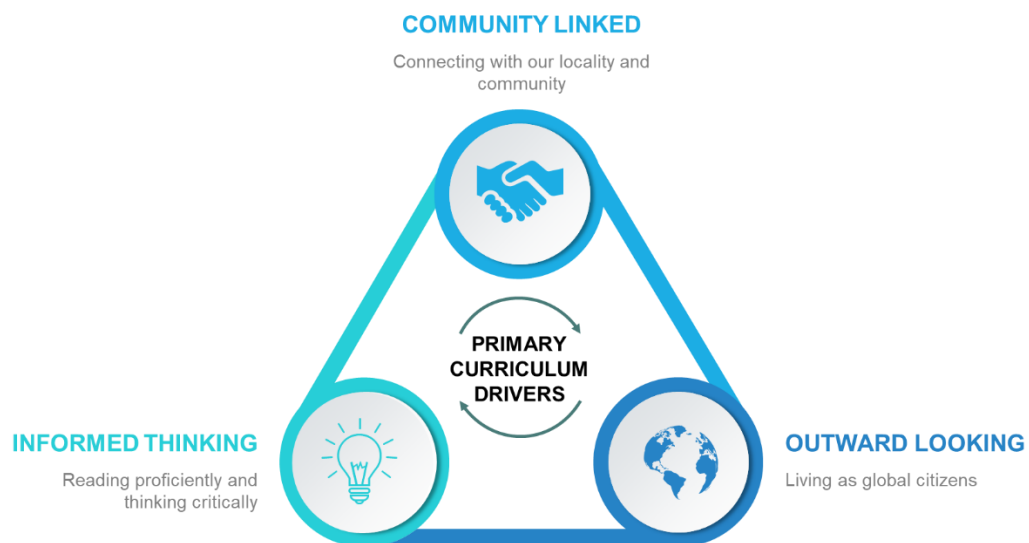 COMMUNITY LINKED
Connecting with our locality and
community
PRIMARY
CURRICULUM
DRIVERS
INFORMED THINKING
Reading proficiently and
thinking critically
OUTWARD LOOKING
Living as global citizens